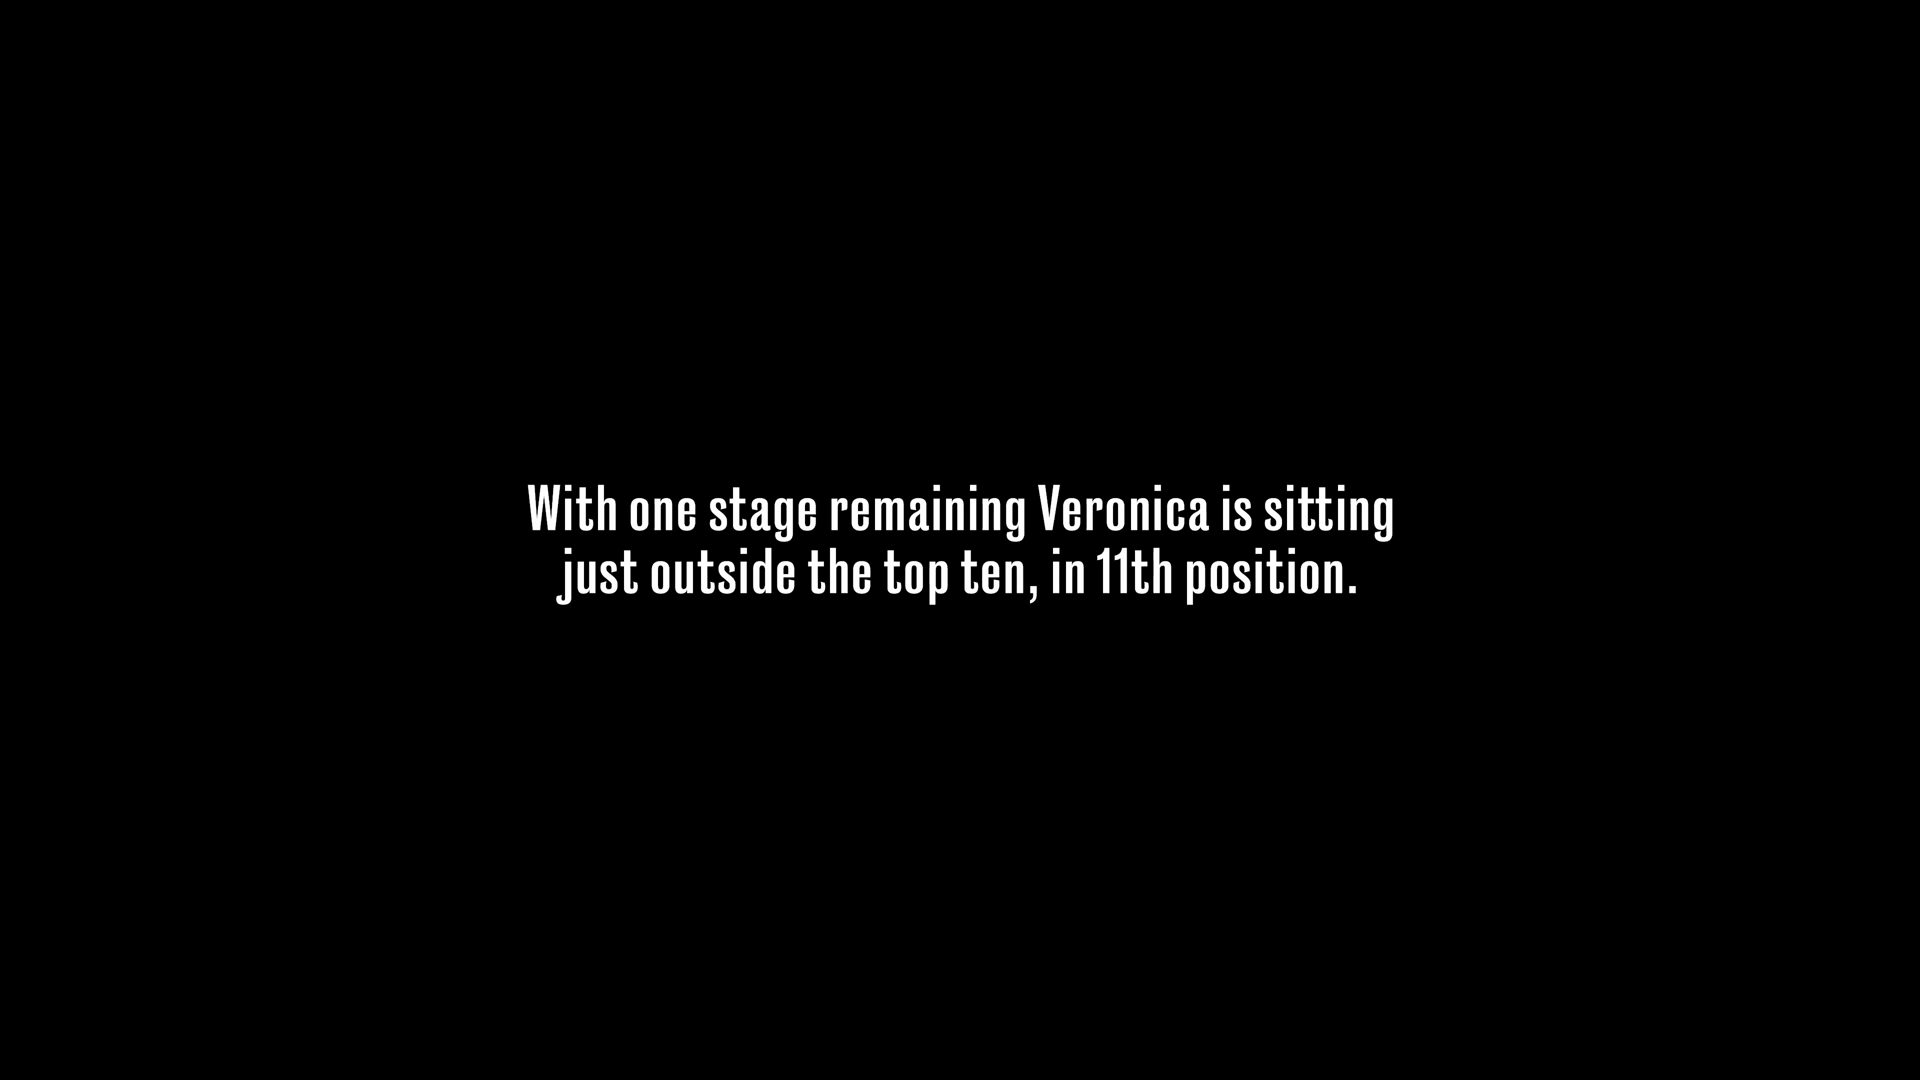 With one stage remaining Veronica is sitting
just outside the top ten, in 11th position.